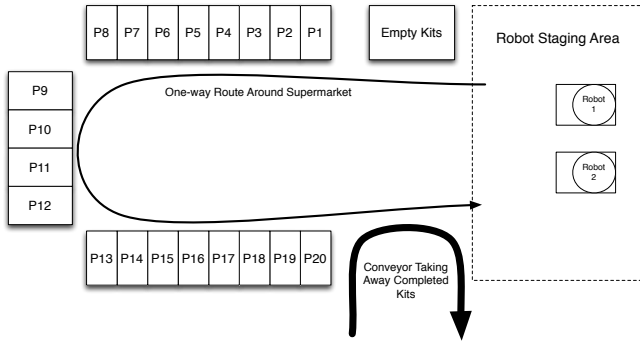 P8 P7 P6 P5 P4 P3 P2 P1
Empty Kits
Robot Staging Area
One-way Route Around Supermarket
P9
P10
P11
P12
Robot
1
Robot
2
P13 P14 P15 P16 P17 P18 P19 P20
Conveyor Taking
Away Completed
Kits